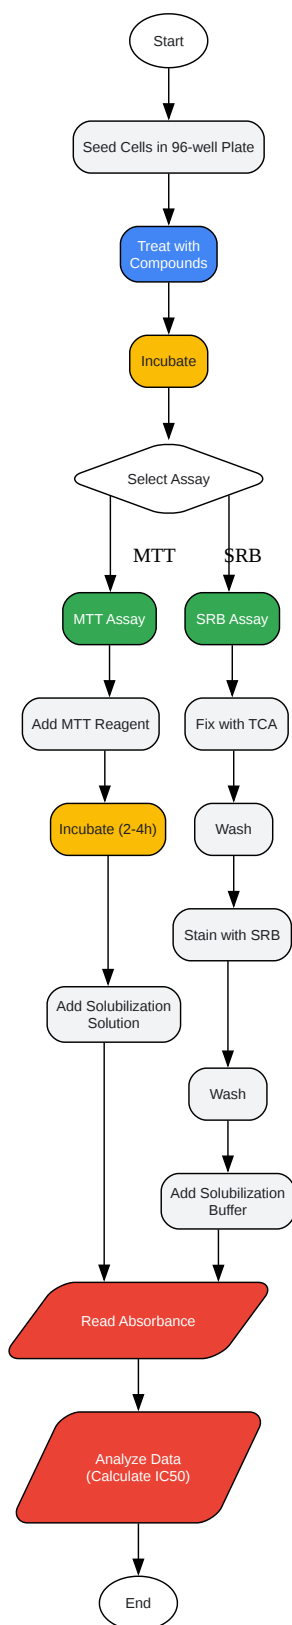 Start
Seed Cells in 96-well Plate
Treat with
Compounds
Incubate
Select Assay
MTT
SRB
MTT Assay
SRB Assay
Add MTT Reagent
Fix with TCA
Incubate (2-4h)
Wash
Stain with SRB
Add Solubilization
Solution
Wash
Add Solubilization
Buffer
Read Absorbance
Analyze Data
(Calculate IC50)
End